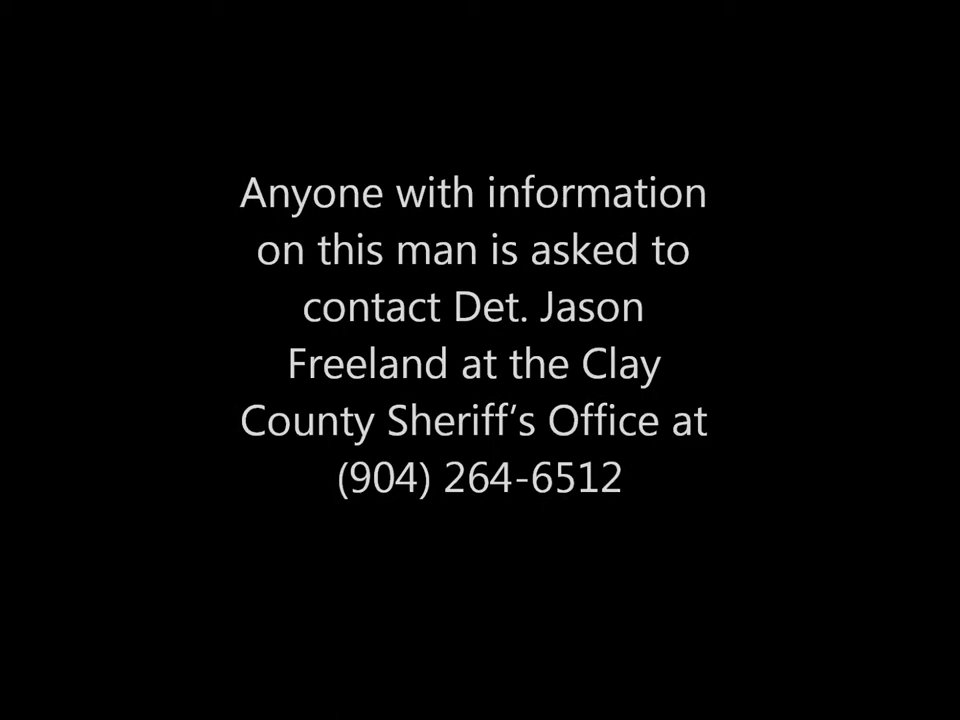 Anyone with information
on this man is asked to
contact Det. Jason
Freeland at the Clay
County Sheriff’s Office at
(904) 264-6512